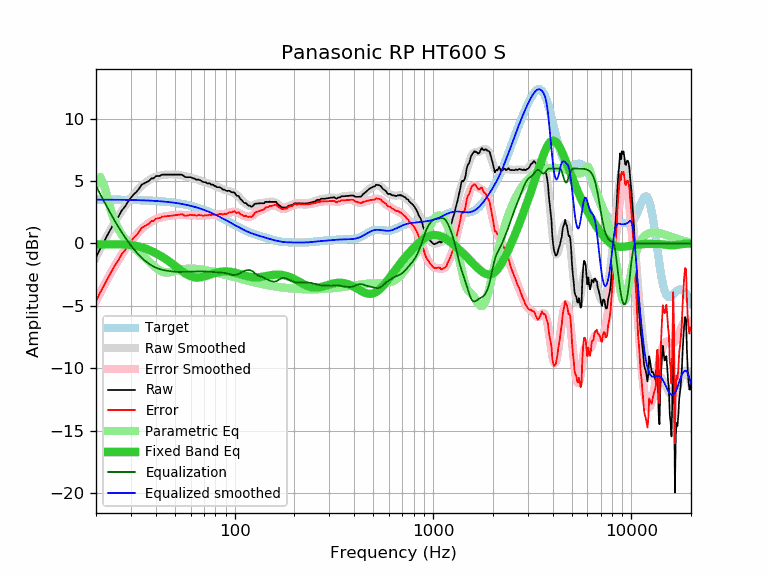 Panasonic RP HT600 S
Amplitude (dBr)
10
5
0
−5
−10
−15
−20
Target
Raw Smoothed
Error Smoothed
Raw
Error
Parametric Eq
Fixed Band Eq
Equalization
Equalized smoothed
100
1000
10000
Frequency (Hz)